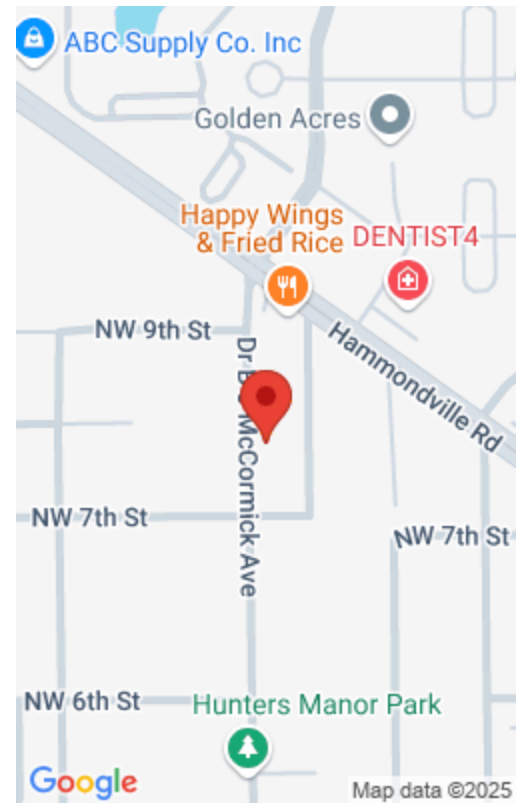 ABC Supply Co. Inc
Golden Acres
Happy Wings
& Fried Rice
DENTIST4
NW 9th St
Hammondville Rd
Dr McCormick Ave
NW 7th St
NW 7th St
NW 6th St
Hunters Manor Park
Google
Map data ©2025